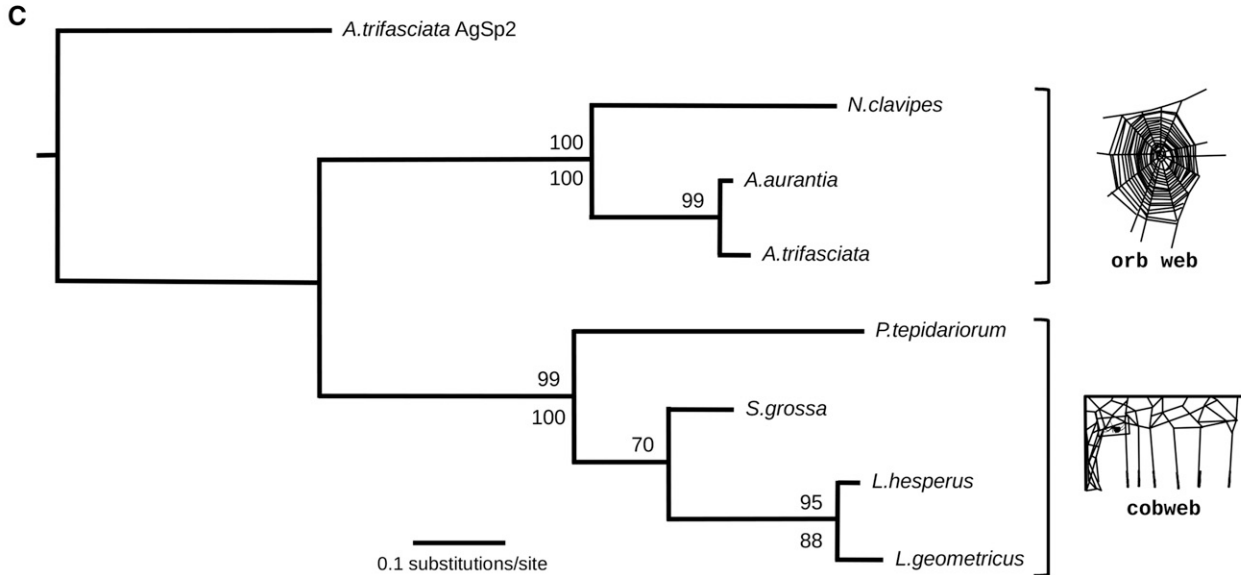 C
A.trifasciata AgSp2
N.clavipes
100
100
A.aurantia
99
A.trifasciata
orb web
P.tepidariorum
99
100
S.grossa
70
L.hesperus
95
88
L.geometricus
cobweb
0.1 substitutions/site